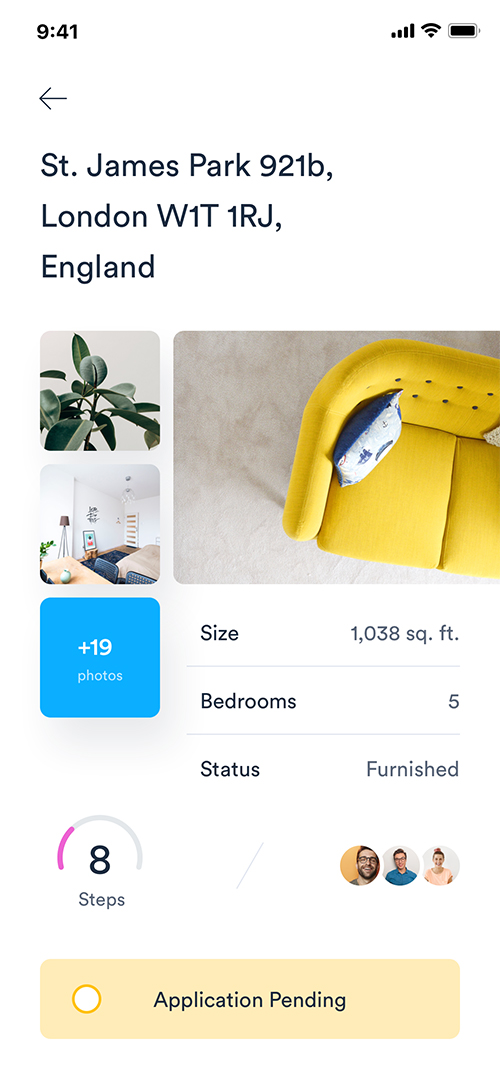 9:41
St. James Park 921b,
London W1T 1RJ,
England
+19
photos
Size 1,038 sq. ft.
Bedrooms 5
Status Furnished
8
Steps
Application Pending